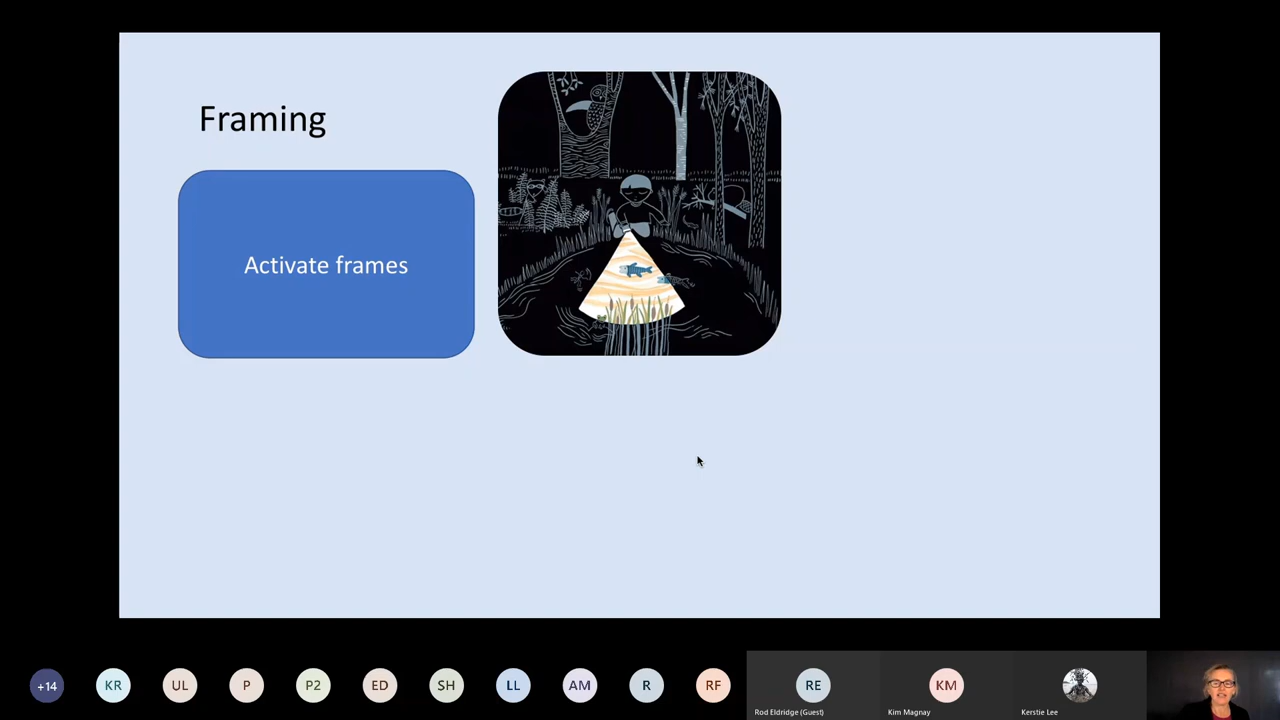 Framing
Activate frames
+14
KR
UL
P
P2
ED
SH
LL
AM
R
RF
RE
KM
Rod Eldridge (Guest)
Kim Magnay
Kerstie Lee